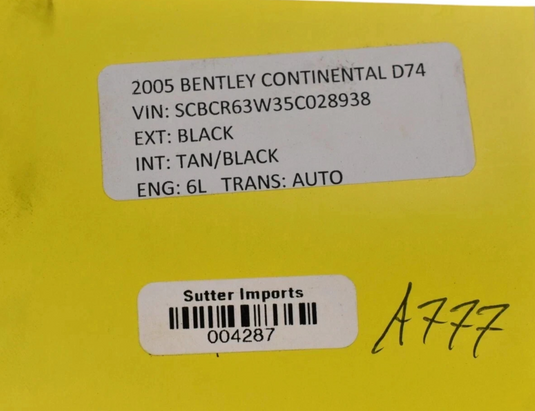 2005 BENTLEY CONTINENTAL D74
VIN: SCBCR63W35C028938
EXT: BLACK
INT: TAN/BLACK
ENG: 6L TRANS: AUTO
Sutter Imports
004287
A777